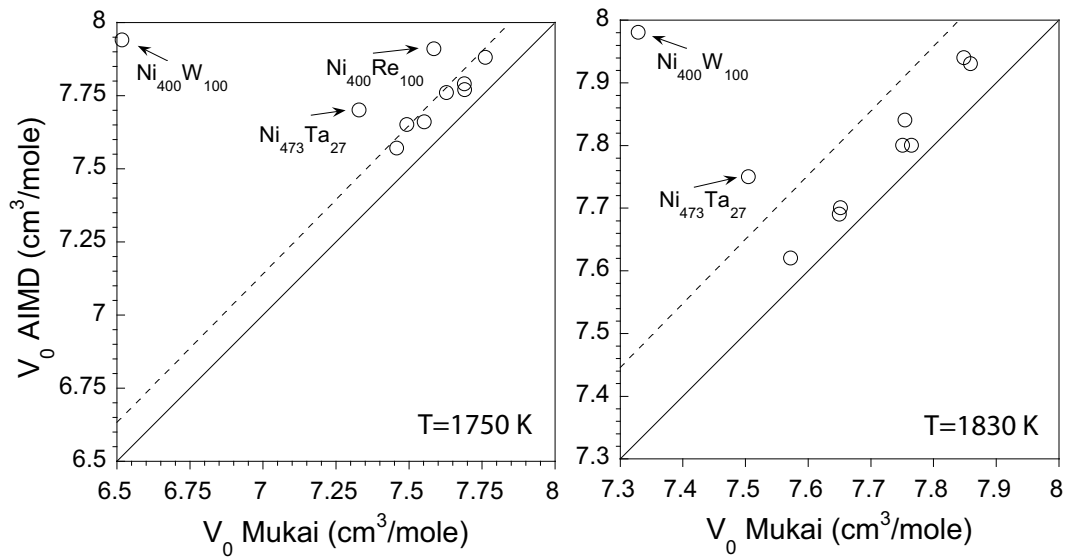 V₀ AIMD (cm³/mole)
8
7.75
7.5
7.25
7
6.75
6.5
6.5
7
7.25
7.5
7.75
8
Ni₄₀₀W₁₀₀
Ni₄₀₀Re₁₀₀
Ni₄₇₃Ta₂₇
T=1750 K
V₀ Mukai (cm³/mole)
8
7.9
7.8
7.7
7.6
7.5
7.4
7.3
7.3
7.4
7.5
7.6
7.7
7.8
7.9
8
Ni₄₀₀W₁₀₀
Ni₄₇₃Ta₂₇
T=1830 K
V₀ Mukai (cm³/mole)